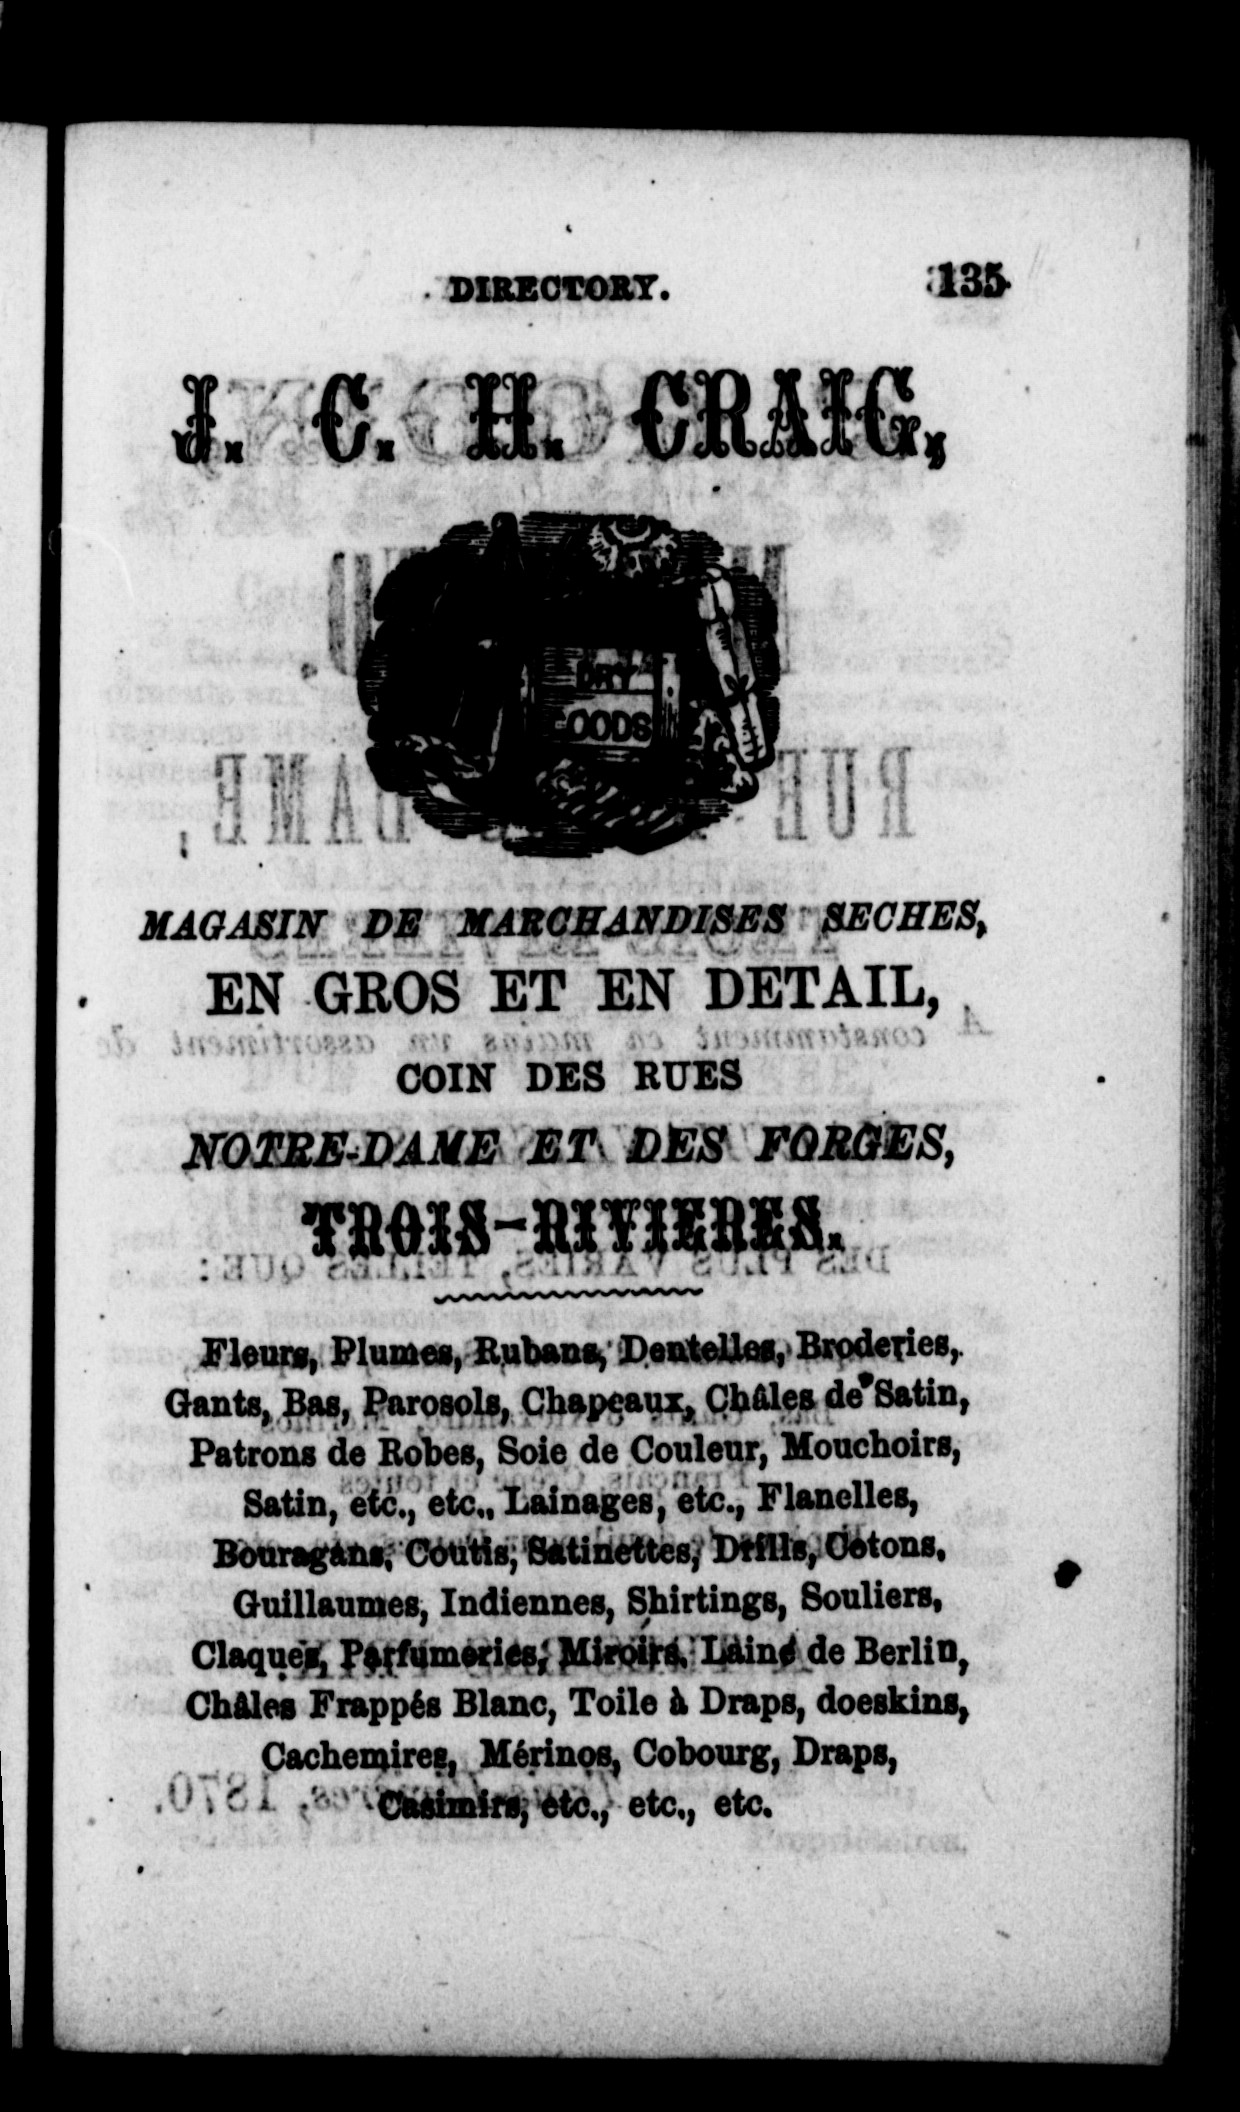 DIRECTORY. 135
J. C. H. CRAIG,
DRY
GOODS
MAGASIN DE MARCHANDISES SECHES,
EN GROS ET EN DETAIL,
COIN DES RUES
NOTRE-DAME ET DES FORGES,
TROIS-RIVIERES.
Fleurs, Plumes, Rubans, Dentelles, Broderies,
Gants, Bas, Parosols, Chapeaux, Châles de Satin,
Patrons de Robes, Soie de Couleur, Mouchoirs,
Satin, etc., etc., Lainages, etc., Flanelles,
Bouragans, Coutis, Satinettes, Drills, Cotons,
Guillaumes, Indiennes, Shirtings, Souliers,
Claques, Parfumeries, Miroirs, Laine de Berlin,
Châles Frappés Blanc, Toile à Draps, doeskins,
Cachemires, Mérinos, Cobourg, Draps,
Casimirs, etc., etc., etc.